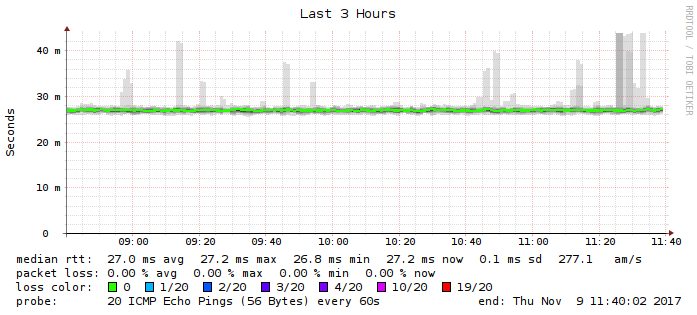 Last 3 Hours
RRDTOOL / TOBI OETIKER
Seconds
40 m
30 m
20 m
10 m
0
09:00 09:20 09:40 10:00 10:20 10:40 11:00 11:20 11:40
median rtt: 27.0 ms avg 27.2 ms max 26.8 ms min 27.2 ms now 0.1 ms sd 277.1 am/s
packet loss: 0.00 % avg 0.00 % max 0.00 % min 0.00 % now
loss color: 0 1/20 2/20 3/20 4/20 10/20 19/20
probe: 20 ICMP Echo Pings (56 Bytes) every 60s end: Thu Nov 9 11:40:02 2017